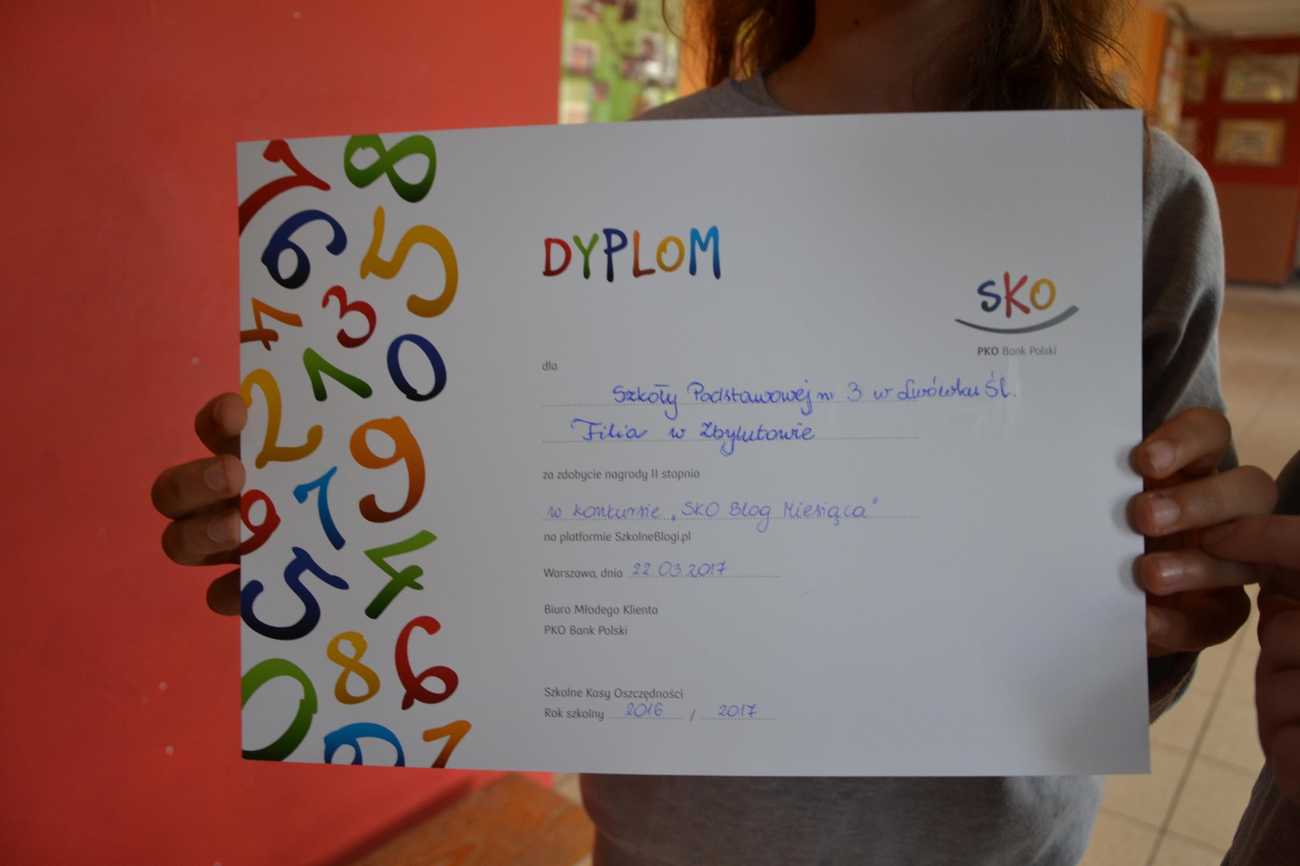 DYPLOM
SKO
PKO Bank Polski
dla
Szkoły Podstawowej nr 3 w Lwówku Śl.
Filia w Zbylutowie
za zdobycie nagrody II stopnia
w konkursie „SKO Blog Miesiąca”
na platformie SzkolneBlogi.pl
Warszawa, dnia 22.03.2017
Biuro Młodego Klienta
PKO Bank Polski
Szkolne Kasy Oszczędności
Rok szkolny 2016 / 2017